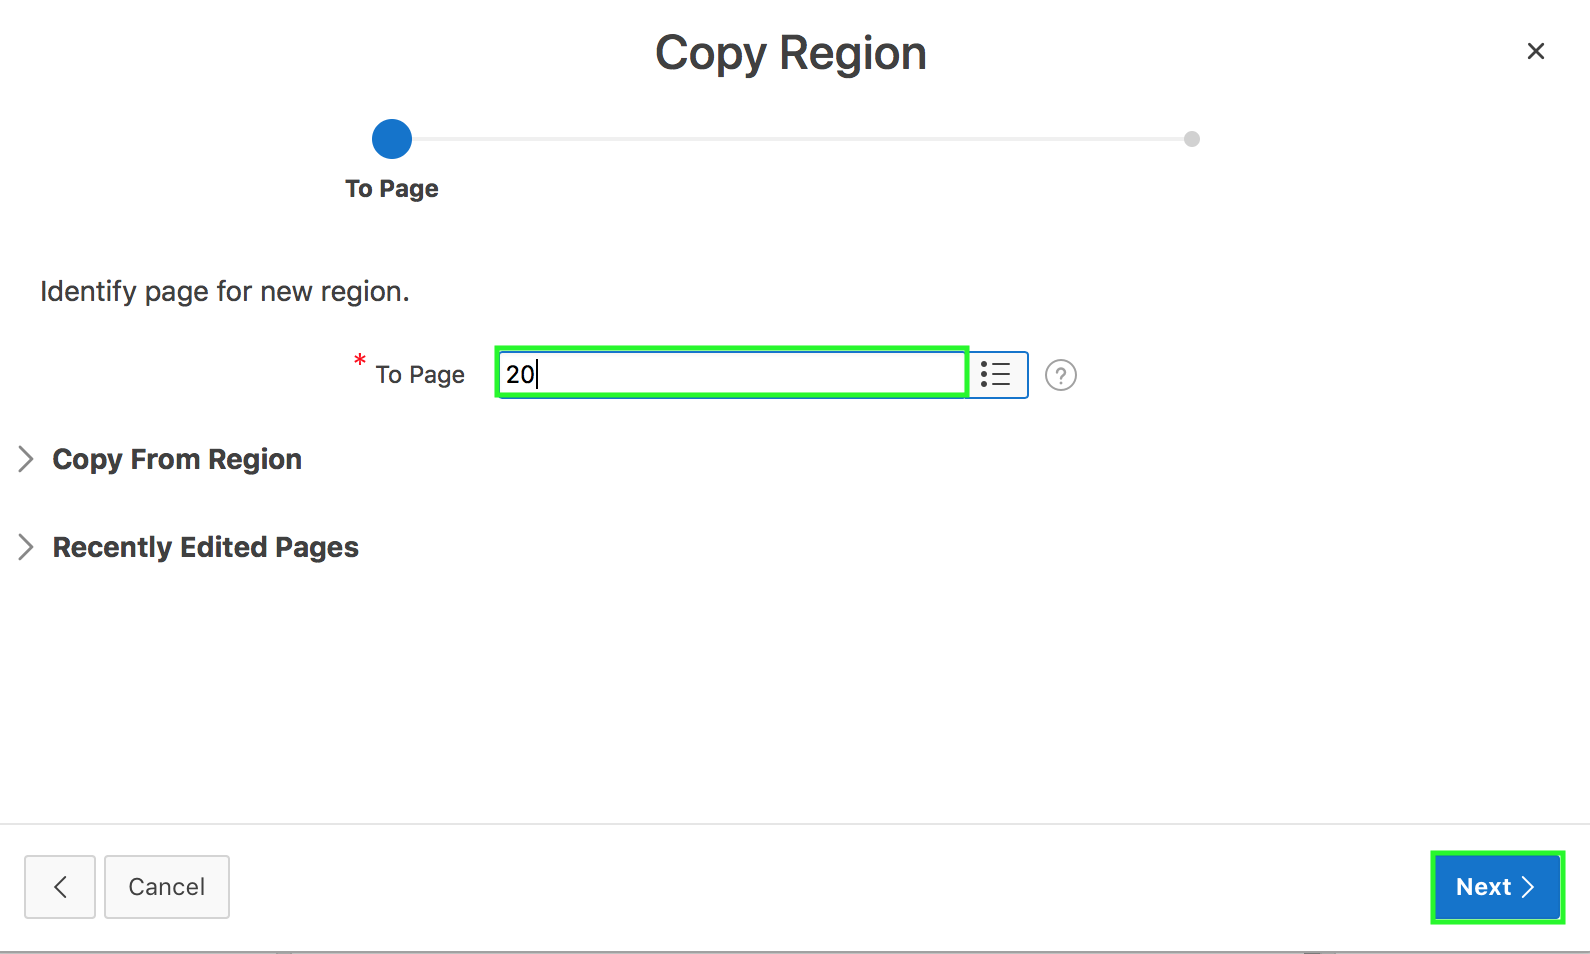 Copy Region
To Page
Identify page for new region.
* To Page 20
Copy From Region
Recently Edited Pages
Cancel
Next